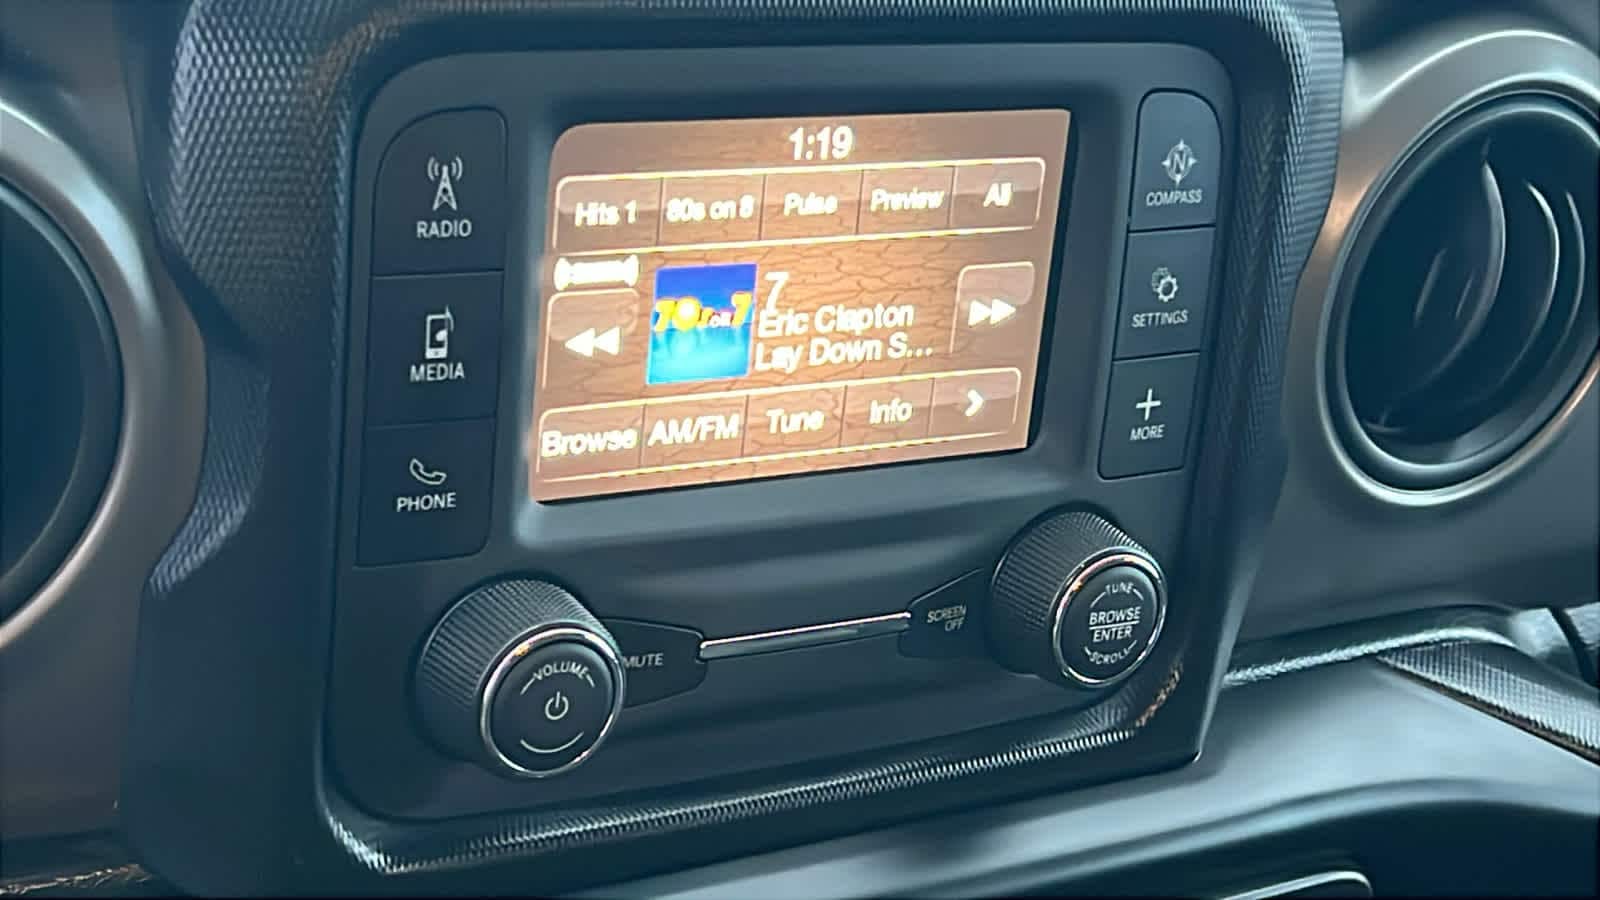 1:19
Hits 1 80s on 8 Pulse Preview All
70s on 7
7
Eric Clapton
Lay Down S...
Browse AM/FM Tune Info
RADIO
MEDIA
PHONE
N
COMPASS
SETTINGS
MORE
VOLUME
MUTE
SCREEN
OFF
TUNE
BROWSE
ENTER
SCROLL